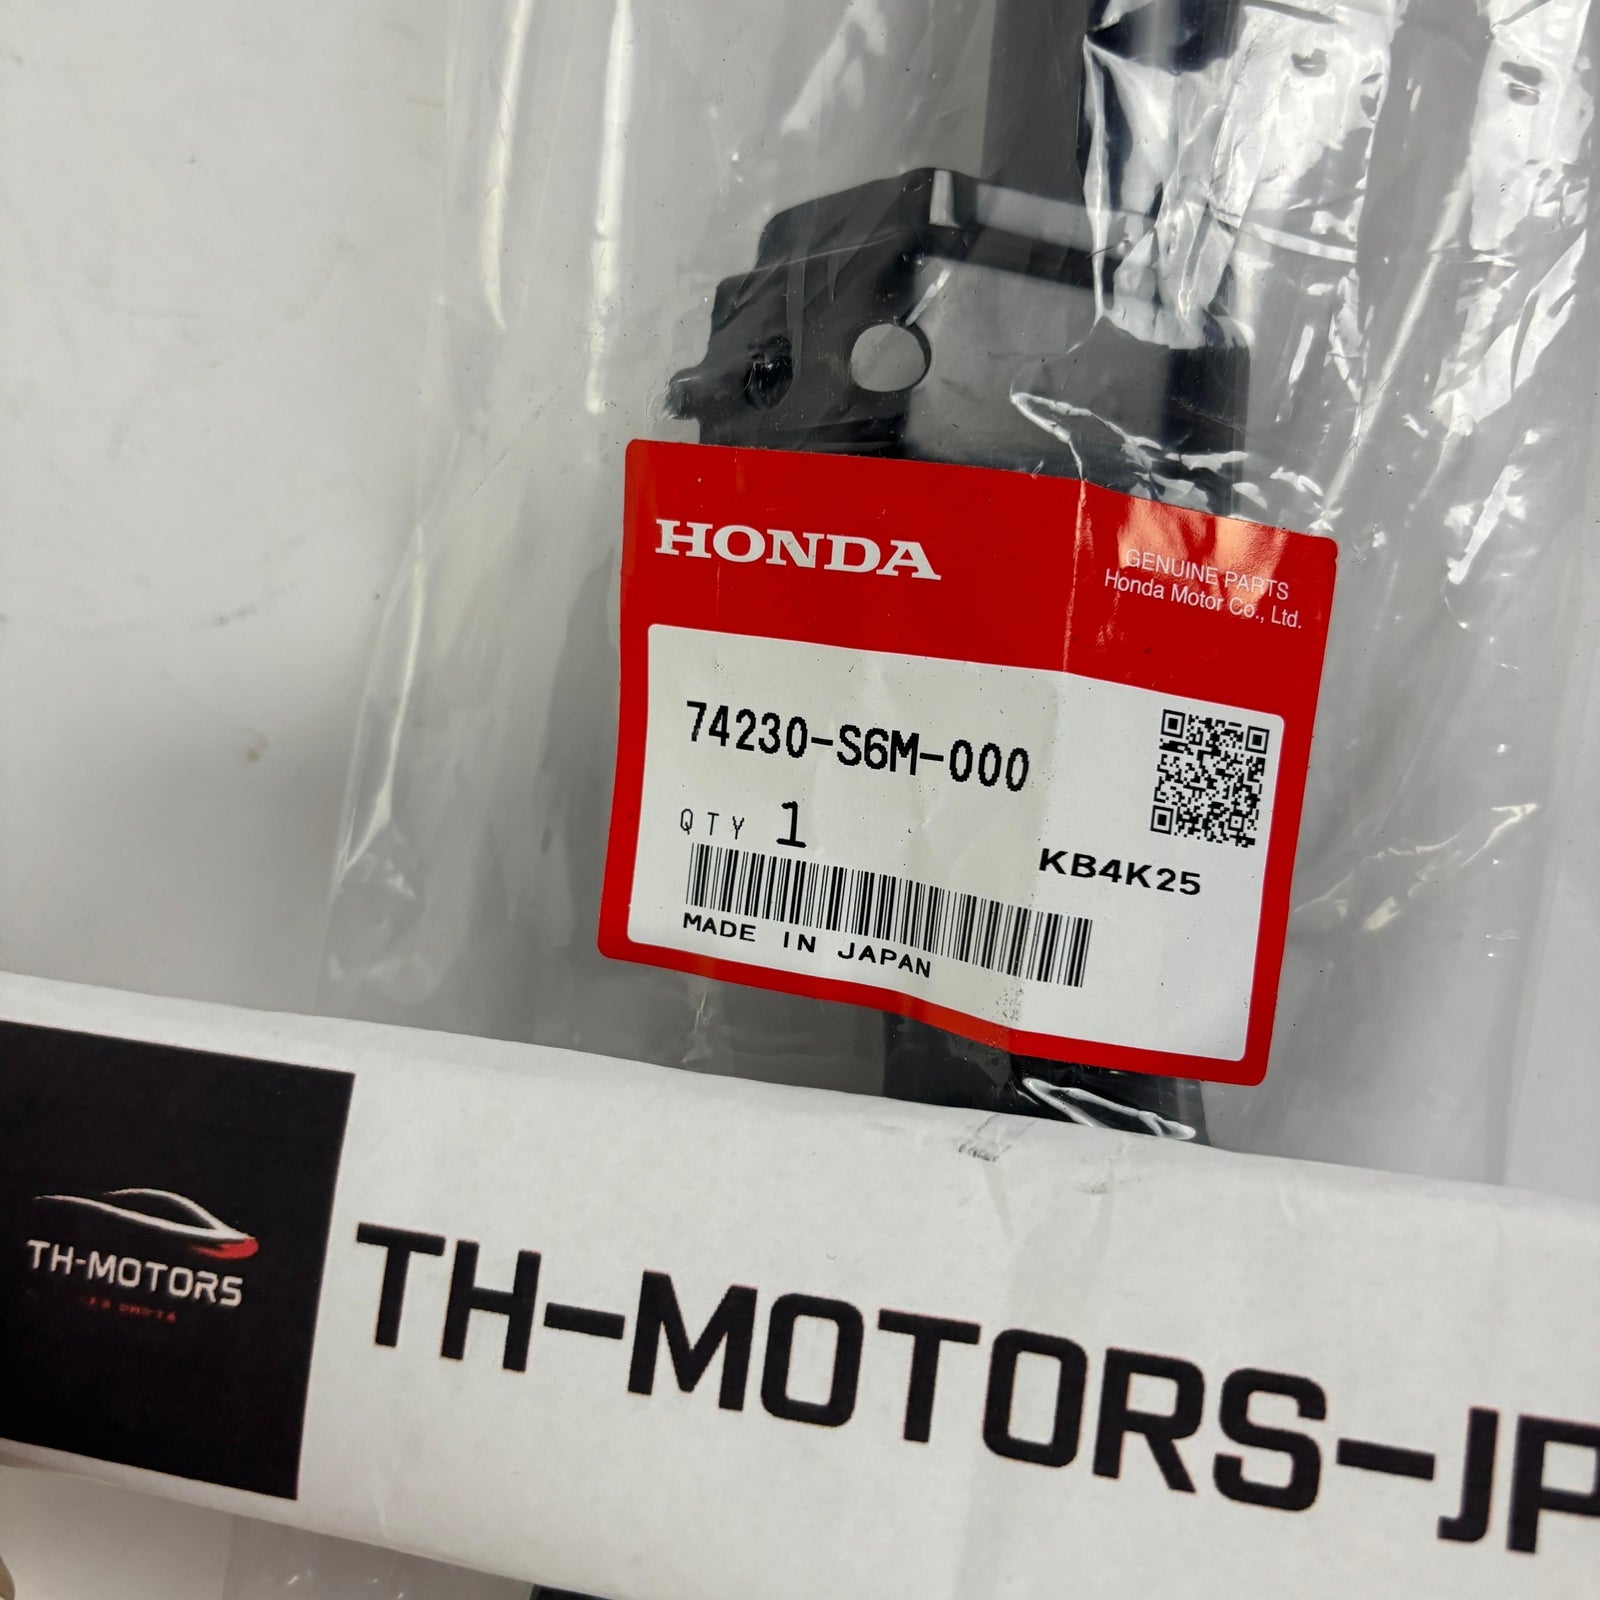 HONDA
GENUINE PARTS
Honda Motor Co., Ltd.
74230-S6M-000
QTY 1
KB4K25
MADE IN JAPAN
TH-MOTORS
TH-MOTORS-JP